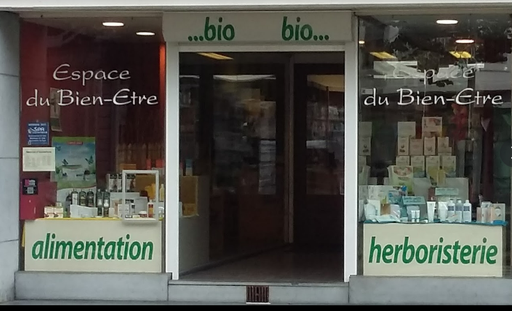 ...bio bio...
Espace
du Bien-Etre
Espace
du Bien-Etre
alimentation
herboristerie